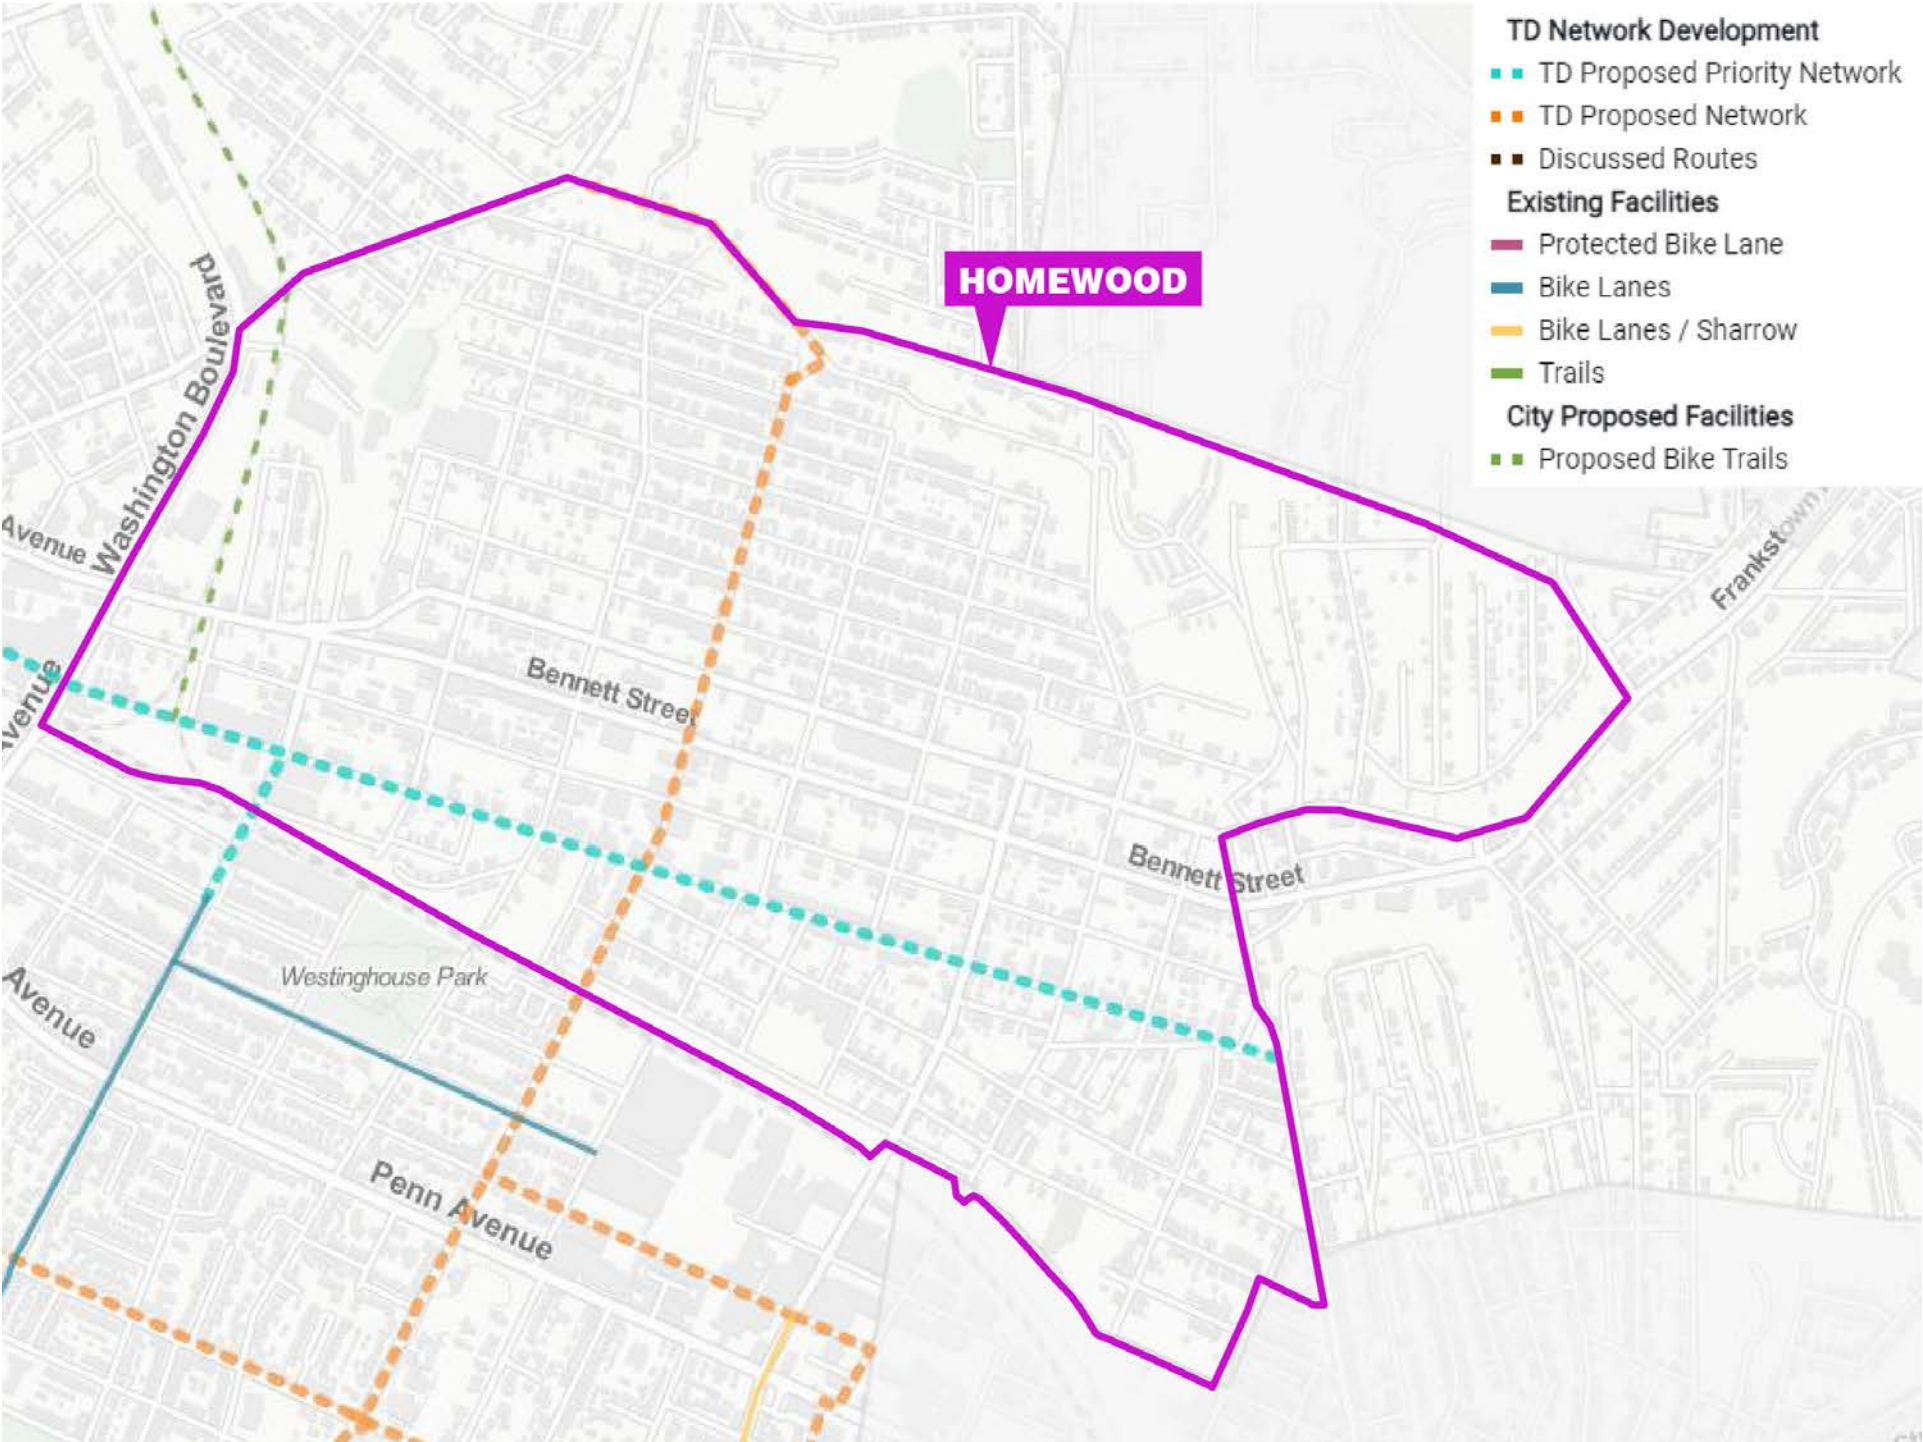 TD Network Development
TD Proposed Priority Network
TD Proposed Network
Discussed Routes
Existing Facilities
Protected Bike Lane
Bike Lanes
Bike Lanes / Sharrow
Trails
City Proposed Facilities
Proposed Bike Trails
HOMEWOOD
Washington Boulevard
Avenue
Frankstown
Avenue
Bennett Street
Bennett Street
Westinghouse Park
Avenue
Penn Avenue